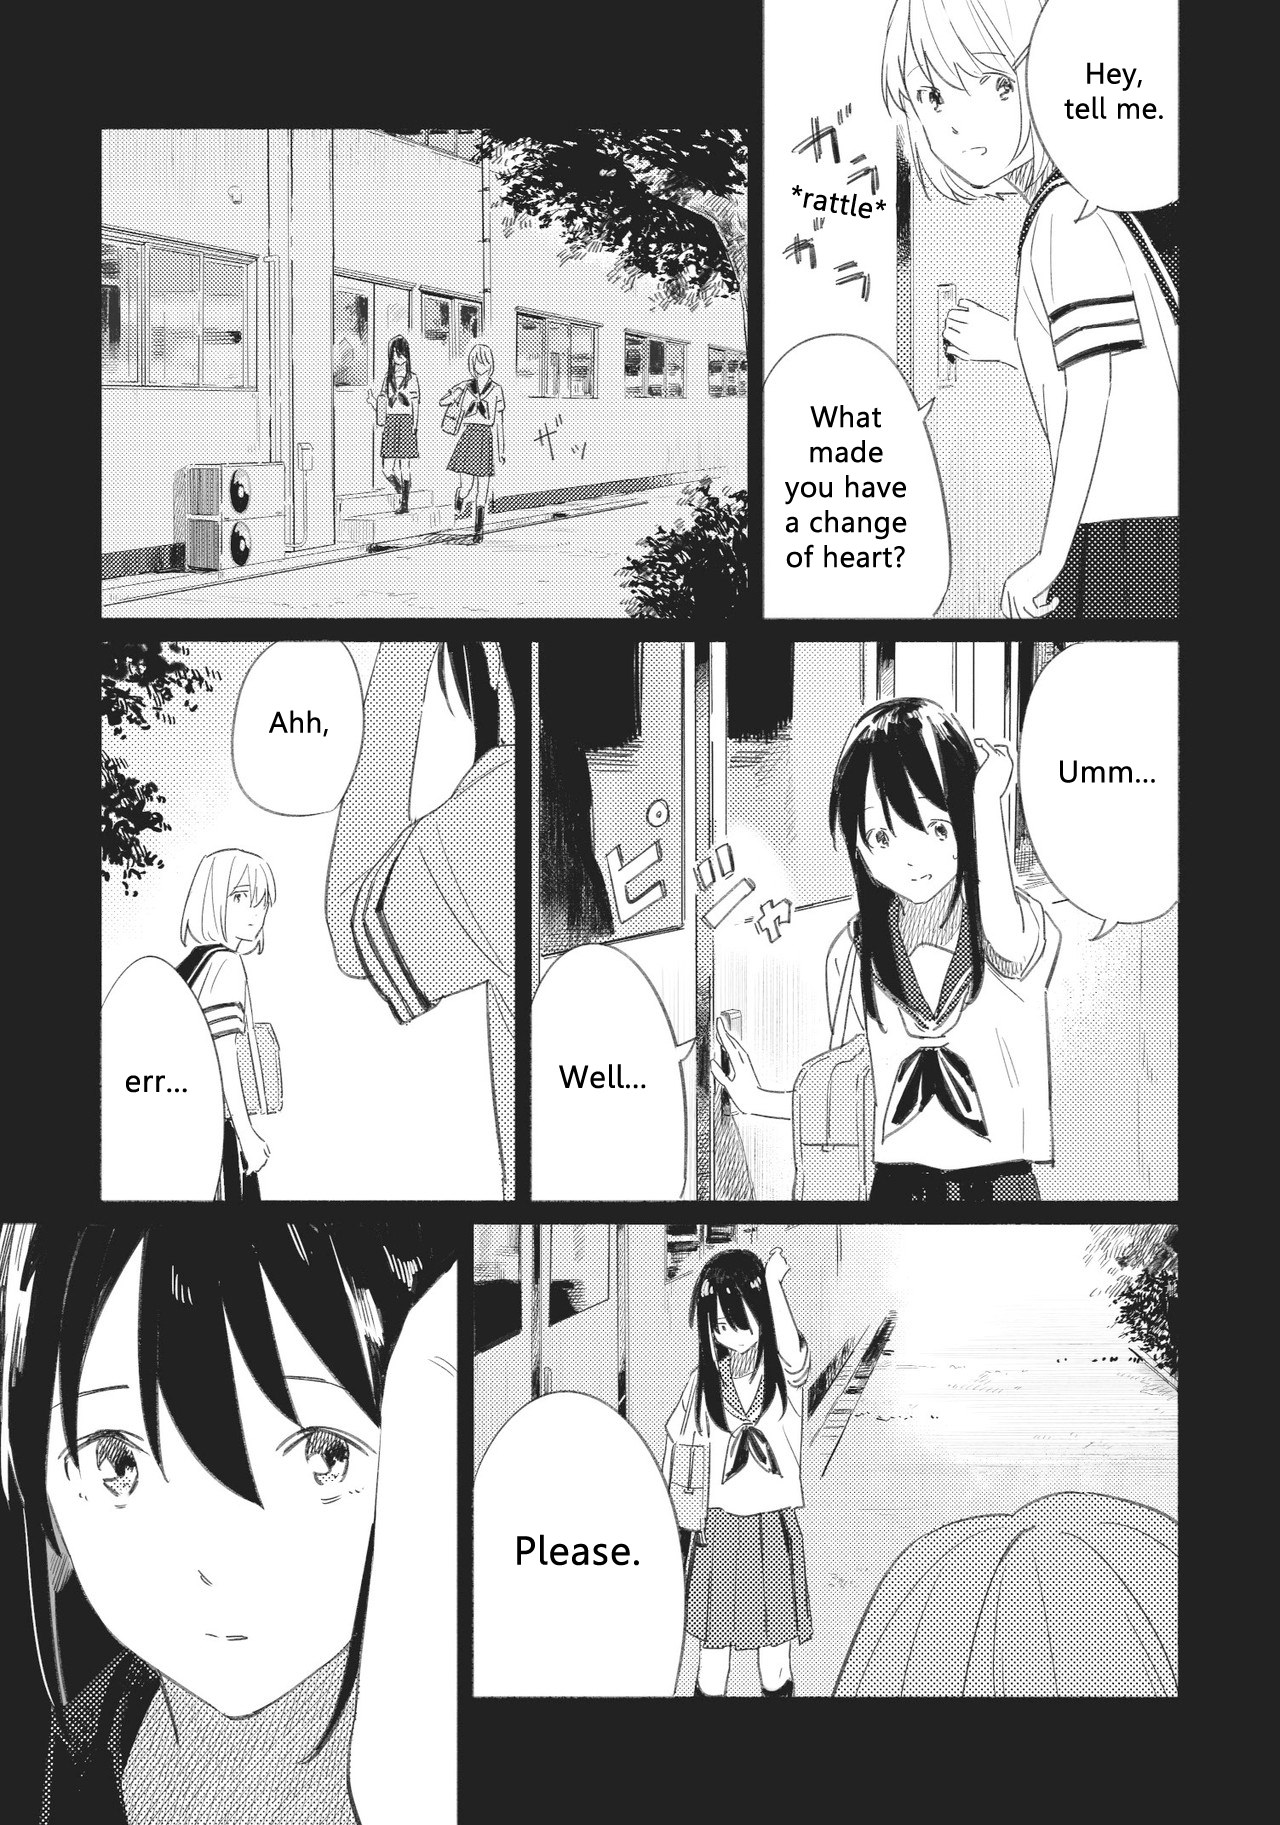 Hey,
tell me.
ガ
ラ
*rattle*
ガ
ラ
What
made
you have
a change
of heart?
ザッ
Umm...
ピシャ
Well...
Ahh,
err...
Please.